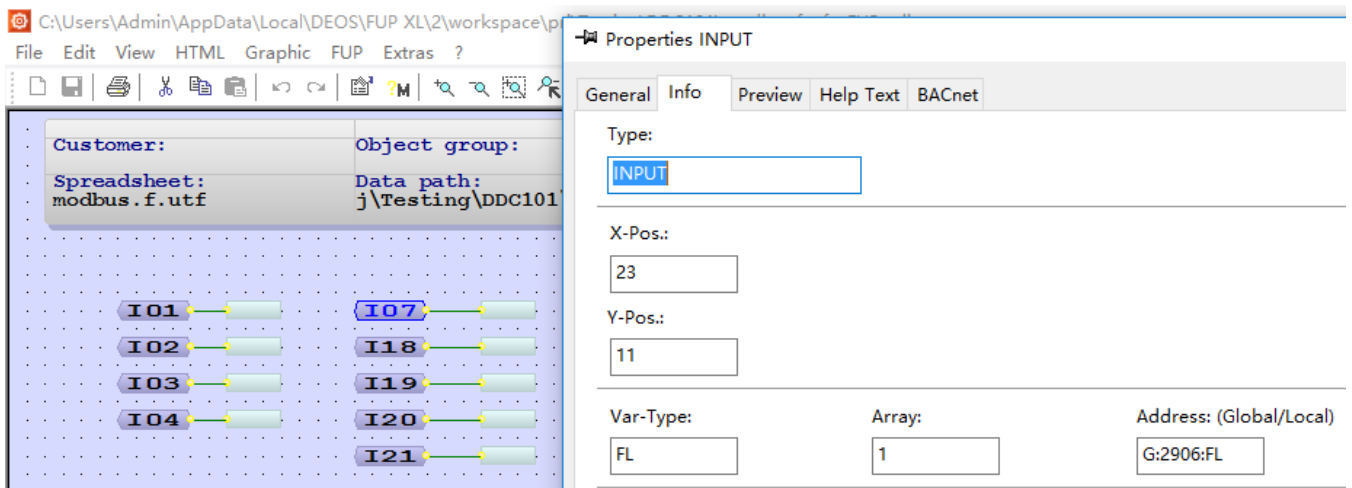 C:\Users\Admin\AppData\Local\DEOS\FUP XL\2\workspace\p
File Edit View HTML Graphic FUP Extras ?
?M
Customer: Object group:
Spreadsheet: Data path:
modbus.f.utf j\Testing\DDC101
I01 I07
I02 I18
I03 I19
I04 I20
I21
Properties INPUT
General Info Preview Help Text BACnet
Type:
INPUT
X-Pos.:
23
Y-Pos.:
11
Var-Type: Array: Address: (Global/Local)
FL 1 G:2906:FL